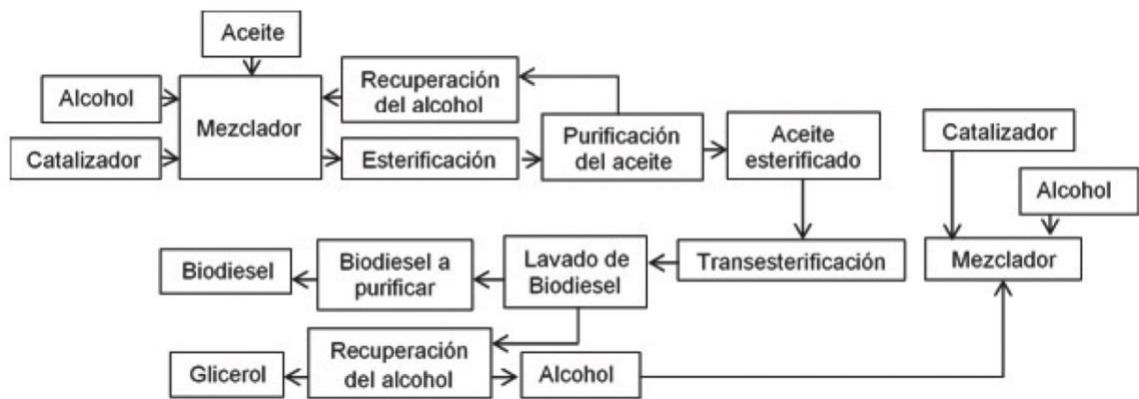 Aceite
Alcohol
Catalizador
Mezclador
Recuperación
del alcohol
Esterificación
Purificación
del aceite
Aceite
esterificado
Catalizador
Alcohol
Mezclador
Transesterificación
Lavado de
Biodiesel
Biodiesel a
purificar
Biodiesel
Recuperación
del alcohol
Glicerol
Alcohol